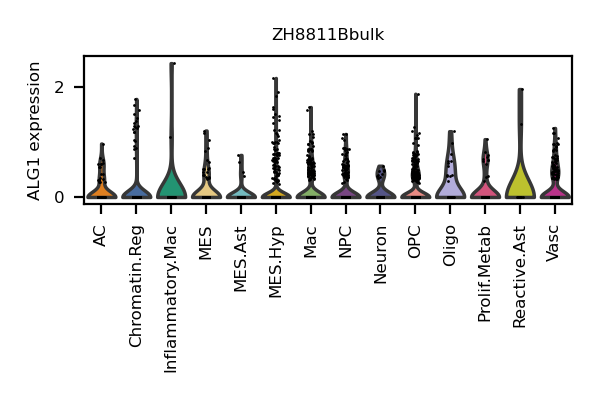 ZH8811Bbulk
ALG1 expression
2
0
AC
Chromatin.Reg
Inflammatory.Mac
MES
MES.Ast
MES.Hyp
Mac
NPC
Neuron
OPC
Oligo
Prolif.Metab
Reactive.Ast
Vasc